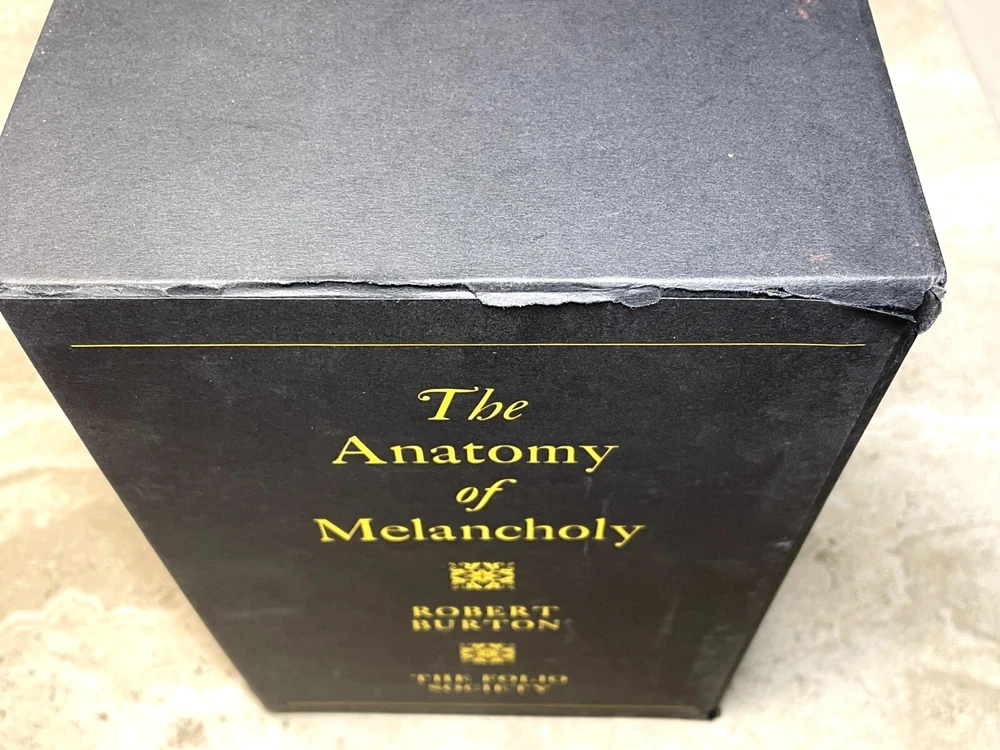 The
Anatomy
of
Melancholy
ROBERT
BURTON
THE FOLIO
SOCIETY